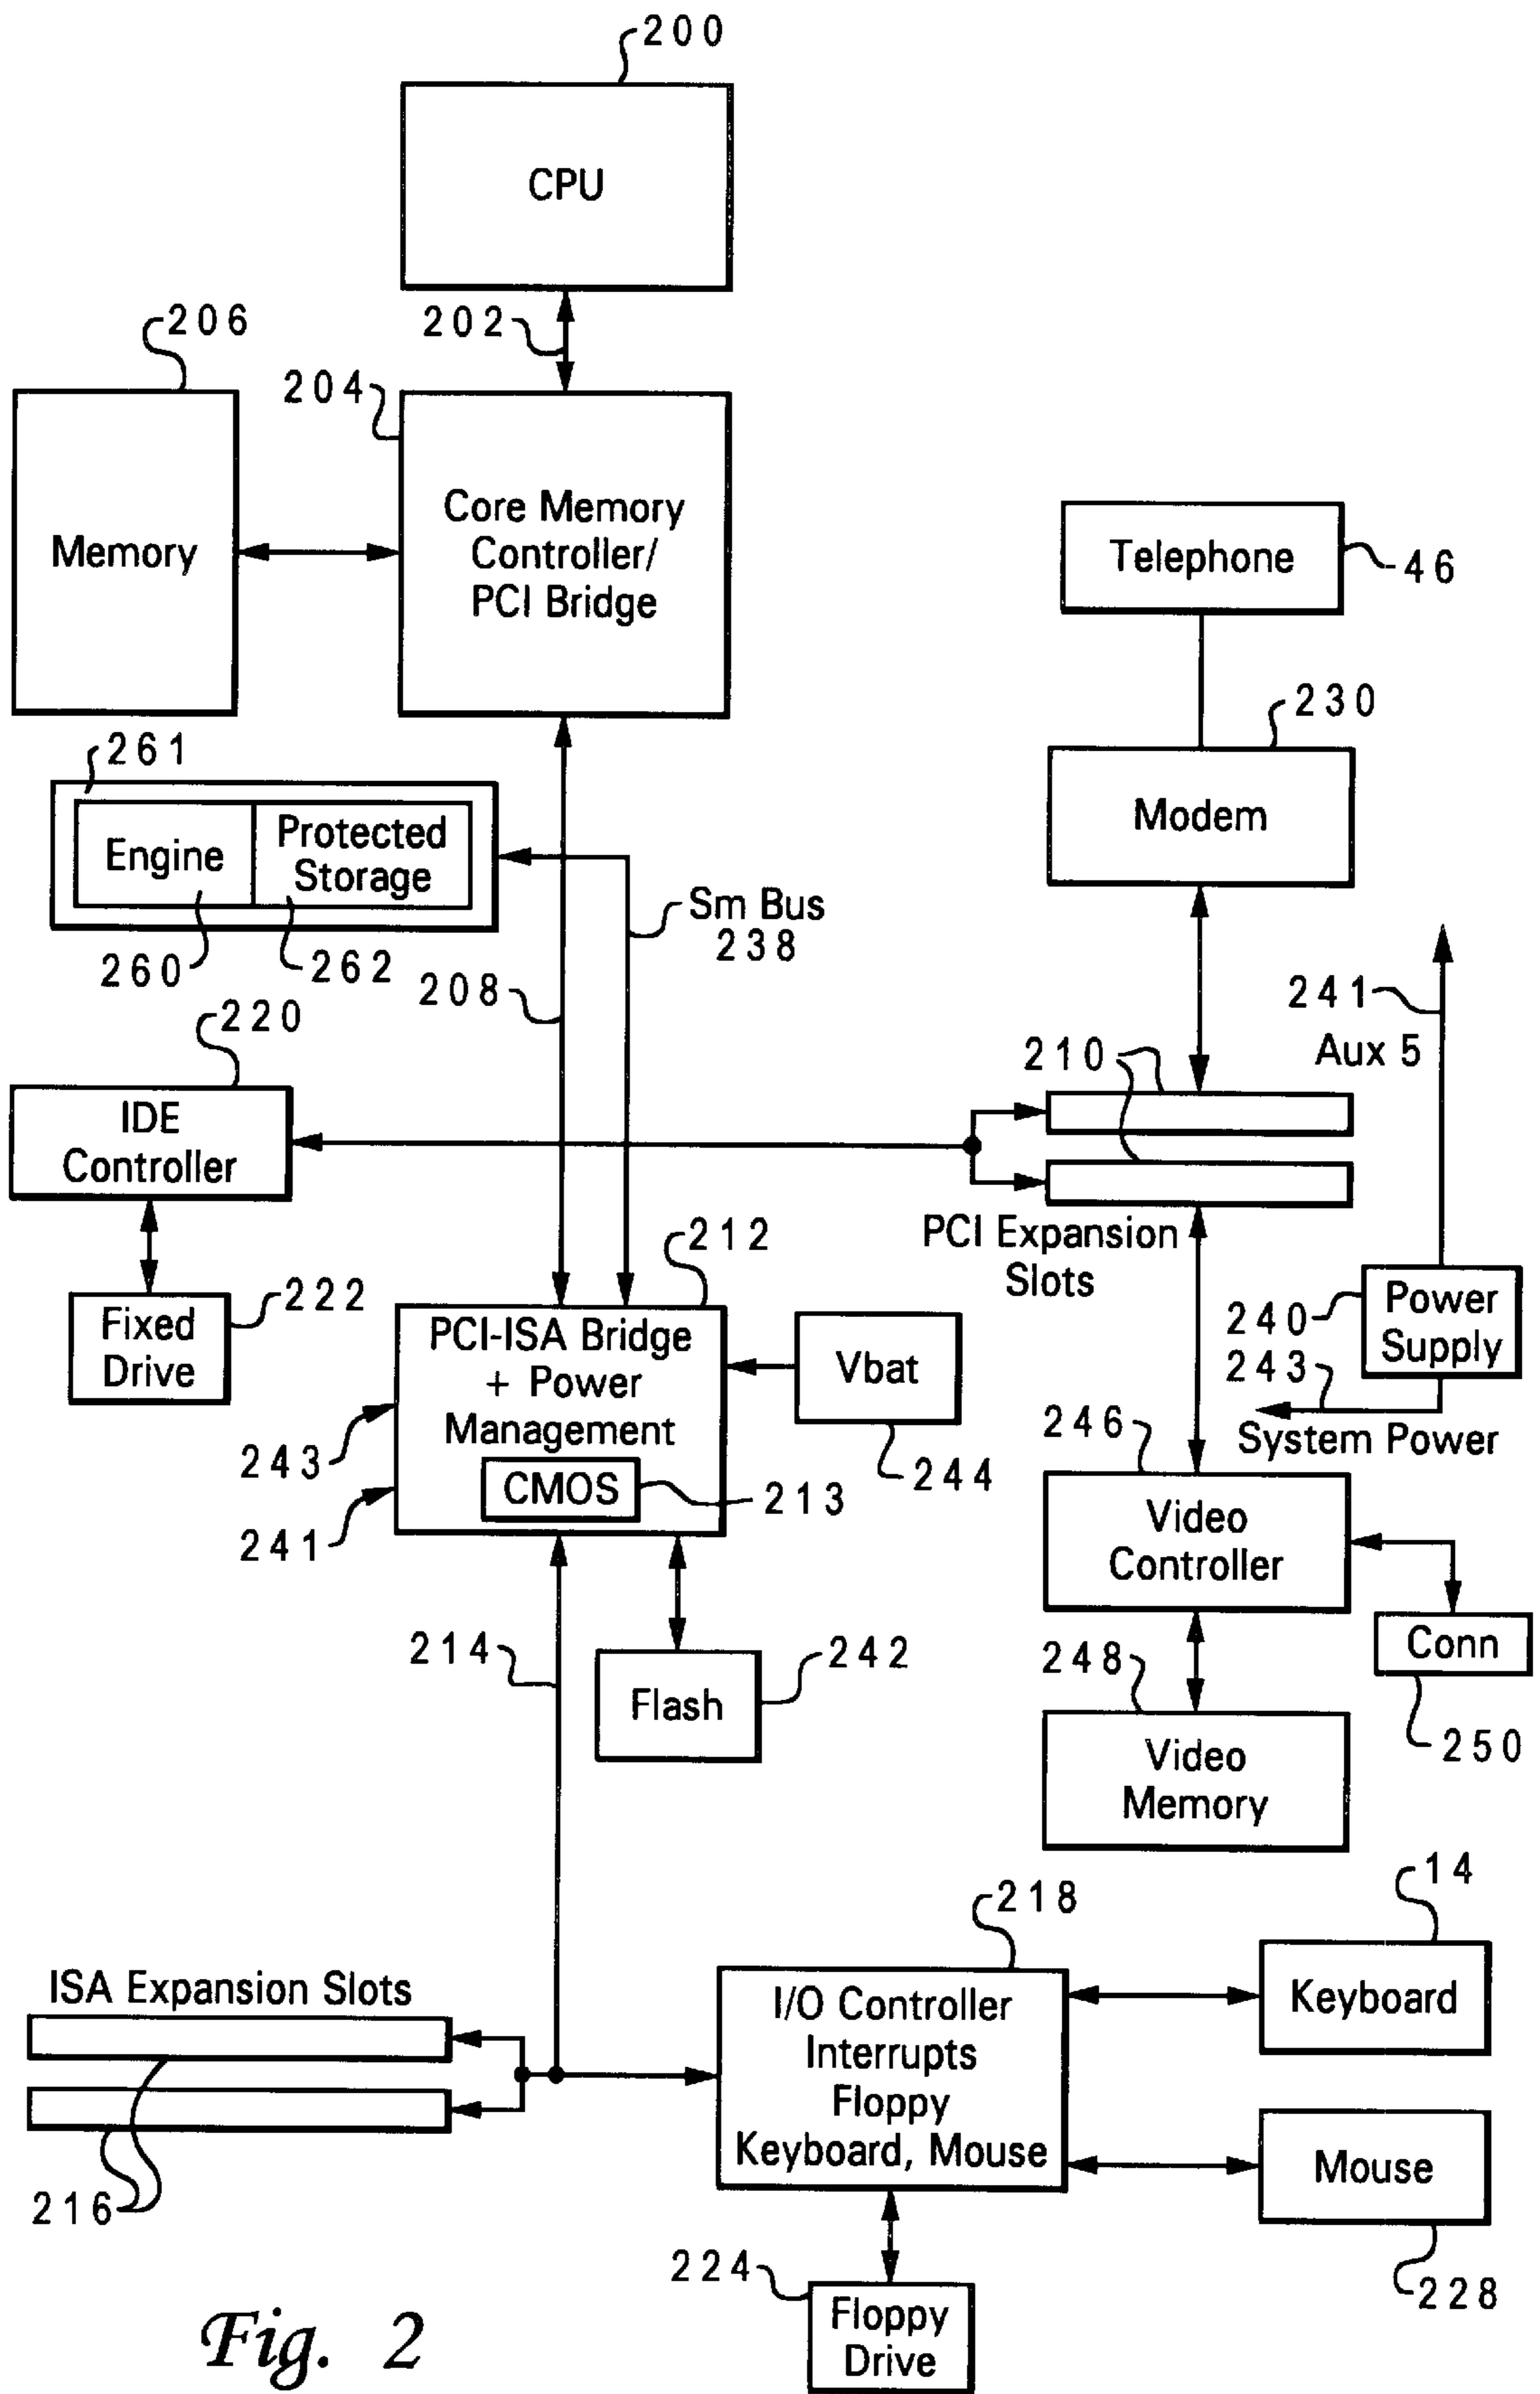 200
CPU
202
206
204
Memory
Core Memory
Controller/
PCI Bridge
Telephone
46
230
Modem
261
Engine
Protected
Storage
260
262
Sm Bus
238
208
241
Aux 5
220
IDE
Controller
210
PCI Expansion
Slots
222
Fixed
Drive
212
PCI-ISA Bridge
+ Power
Management
CMOS
213
243
241
Vbat
244
240
Power
Supply
243
System Power
246
Video
Controller
Conn
250
248
Video
Memory
214
242
Flash
ISA Expansion Slots
216
218
I/O Controller
Interrupts
Floppy
Keyboard, Mouse
14
Keyboard
Mouse
228
224
Floppy
Drive
Fig. 2